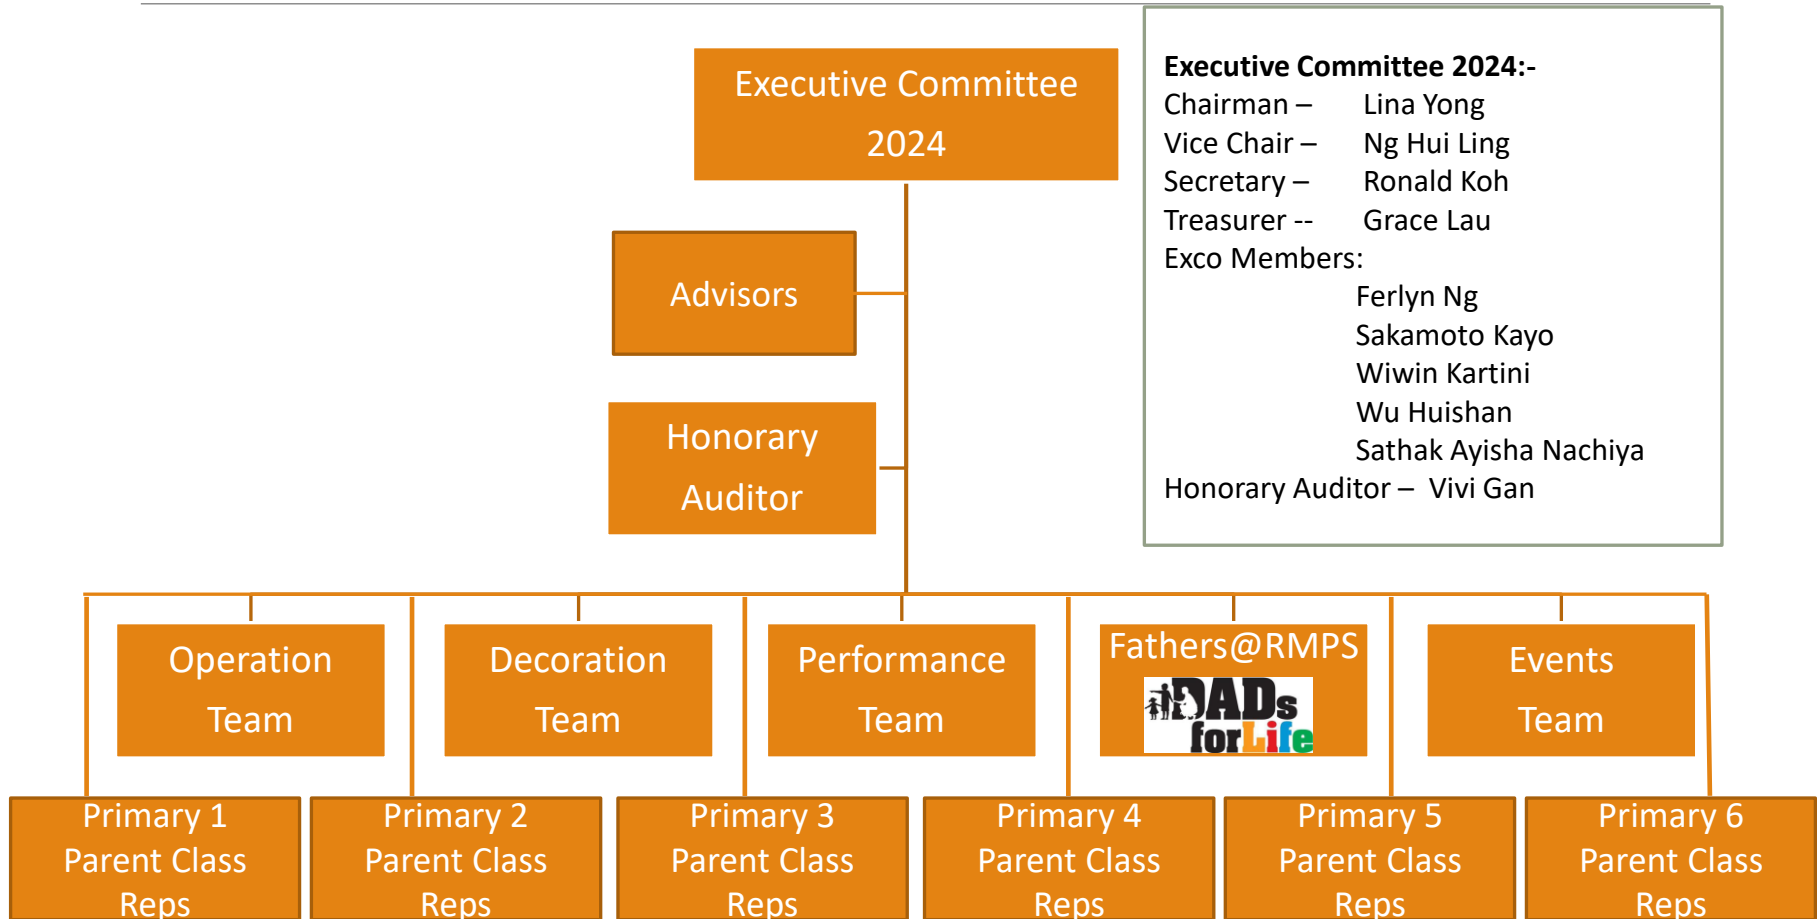 Executive Committee
2024
Executive Committee 2024:-
Chairman – Lina Yong
Vice Chair – Ng Hui Ling
Secretary – Ronald Koh
Treasurer -- Grace Lau
Exco Members:
Ferlyn Ng
Sakamoto Kayo
Wiwin Kartini
Wu Huishan
Sathak Ayisha Nachiya
Honorary Auditor – Vivi Gan
Advisors
Honorary
Auditor
Operation
Team
Decoration
Team
Performance
Team
Fathers@RMPS
DADs
forLife
Events
Team
Primary 1
Parent Class
Reps
Primary 2
Parent Class
Reps
Primary 3
Parent Class
Reps
Primary 4
Parent Class
Reps
Primary 5
Parent Class
Reps
Primary 6
Parent Class
Reps